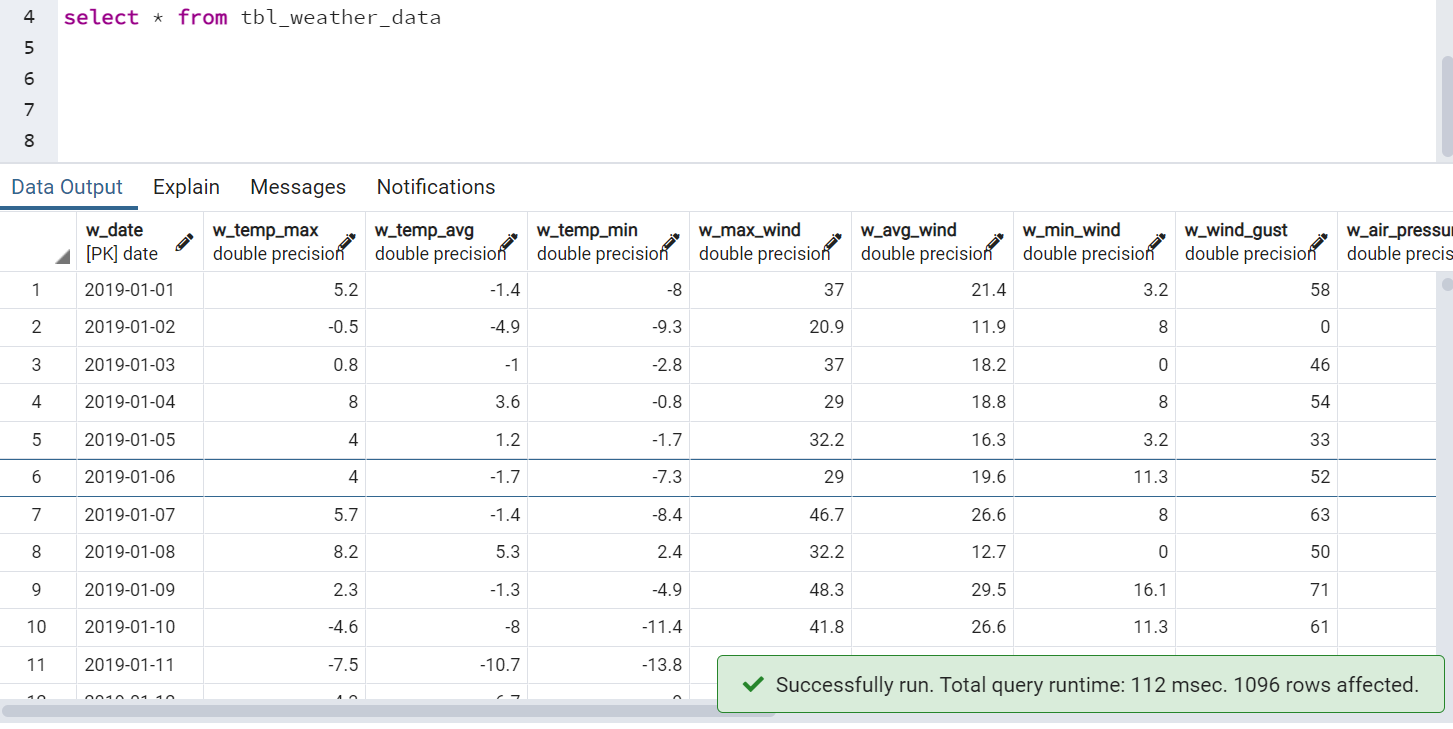 4 select * from tbl_weather_data
5
6
7
8
Data Output Explain Messages Notifications
w_date w_temp_max w_temp_avg w_temp_min w_max_wind w_avg_wind w_min_wind w_wind_gust w_air_pressu
[PK] date double precision double precision double precision double precision double precision double precision double precision double precis
1 2019-01-01 5.2 -1.4 -8 37 21.4 3.2 58
2 2019-01-02 -0.5 -4.9 -9.3 20.9 11.9 8 0
3 2019-01-03 0.8 -1 -2.8 37 18.2 0 46
4 2019-01-04 8 3.6 -0.8 29 18.8 8 54
5 2019-01-05 4 1.2 -1.7 32.2 16.3 3.2 33
6 2019-01-06 4 -1.7 -7.3 29 19.6 11.3 52
7 2019-01-07 5.7 -1.4 -8.4 46.7 26.6 8 63
8 2019-01-08 8.2 5.3 2.4 32.2 12.7 0 50
9 2019-01-09 2.3 -1.3 -4.9 48.3 29.5 16.1 71
10 2019-01-10 -4.6 -8 -11.4 41.8 26.6 11.3 61
11 2019-01-11 -7.5 -10.7 -13.8
Successfully run. Total query runtime: 112 msec. 1096 rows affected.